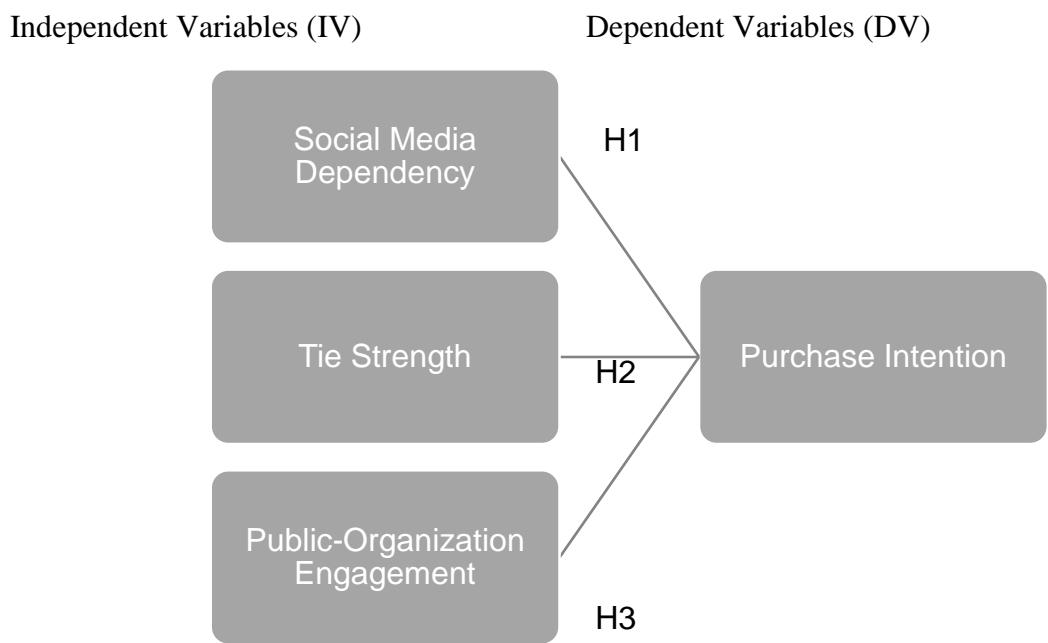 Independent Variables (IV)
Dependent Variables (DV)
Social Media
Dependency
H1
Tie Strength
H2
Purchase Intention
Public-Organization
Engagement
H3